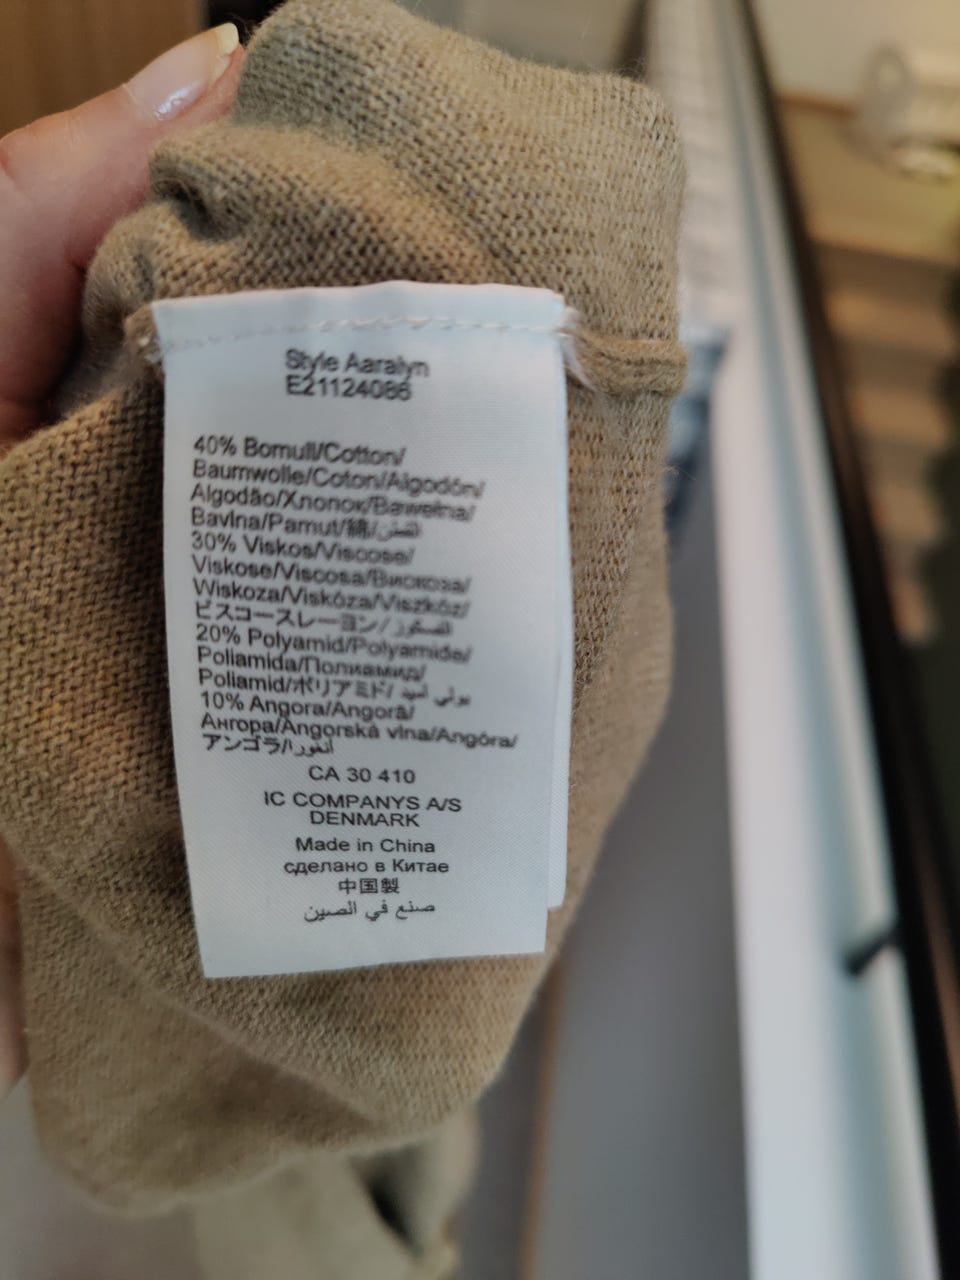 Style Aaralyn
E21124086
40% Bomull/Cotton/
Baumwolle/Coton/Algodón/
Algodão/Хлопок/Bawełna/
Bavlna/Pamut/綿/القطن
30% Viskos/Viscose/
Viskose/Viscosa/Вискоза/
Wiskoza/Viskóza/Viszkóz/
ビスコースレーヨン/
20% Polyamid/Polyamide/
Poliamida/Полиамид/
Poliamid/ポリアミド/بولي أميد
10% Angora/Angorā/
Ангора/Angorská vlna/Angóra/
アンゴラ/أنغورا
CA 30 410
IC COMPANYS A/S
DENMARK
Made in China
сделано в Китае
中国製
صنع في الصين